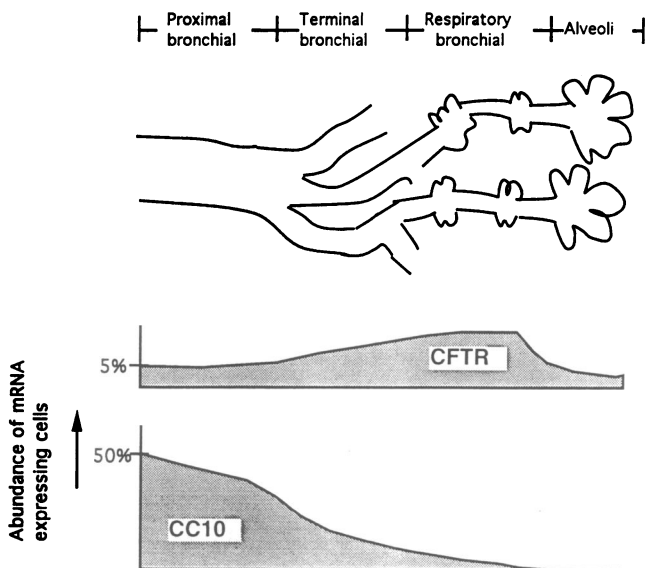 Proximal
bronchial
Terminal
bronchial
Respiratory
bronchial
Alveoli
5%
CFTR
Abundance of mRNA
expressing cells
50%
CC10